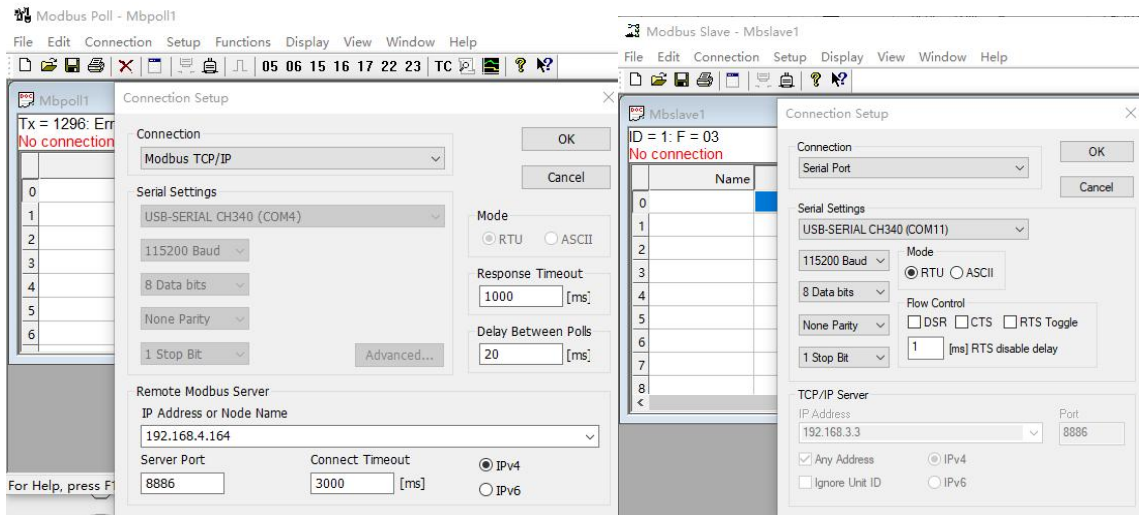 Modbus Poll - Mbpoll1
File Edit Connection Setup Functions Display View Window Help
05 06 15 16 17 22 23 TC
Mbpoll1
Tx = 1296: Err
No connection
0
1
2
3
4
5
6
For Help, press F1
Connection Setup
Connection
Modbus TCP/IP
OK
Cancel
Serial Settings
USB-SERIAL CH340 (COM4)
115200 Baud
8 Data bits
None Parity
1 Stop Bit
Advanced...
Mode
RTU ASCII
Response Timeout
1000 [ms]
Delay Between Polls
20 [ms]
Remote Modbus Server
IP Address or Node Name
192.168.4.164
Server Port Connect Timeout
8886 3000 [ms]
IPv4
IPv6
Modbus Slave - Mbslave1
File Edit Connection Setup Display View Window Help
Mbslave1
ID = 1: F = 03
No connection
Name
0
1
2
3
4
5
6
7
8
Connection Setup
Connection
Serial Port
OK
Cancel
Serial Settings
USB-SERIAL CH340 (COM11)
115200 Baud
8 Data bits
None Parity
1 Stop Bit
Mode
RTU ASCII
Flow Control
DSR CTS RTS Toggle
1 [ms] RTS disable delay
TCP/IP Server
IP Address Port
192.168.3.3 8886
Any Address IPv4
Ignore Unit ID IPv6